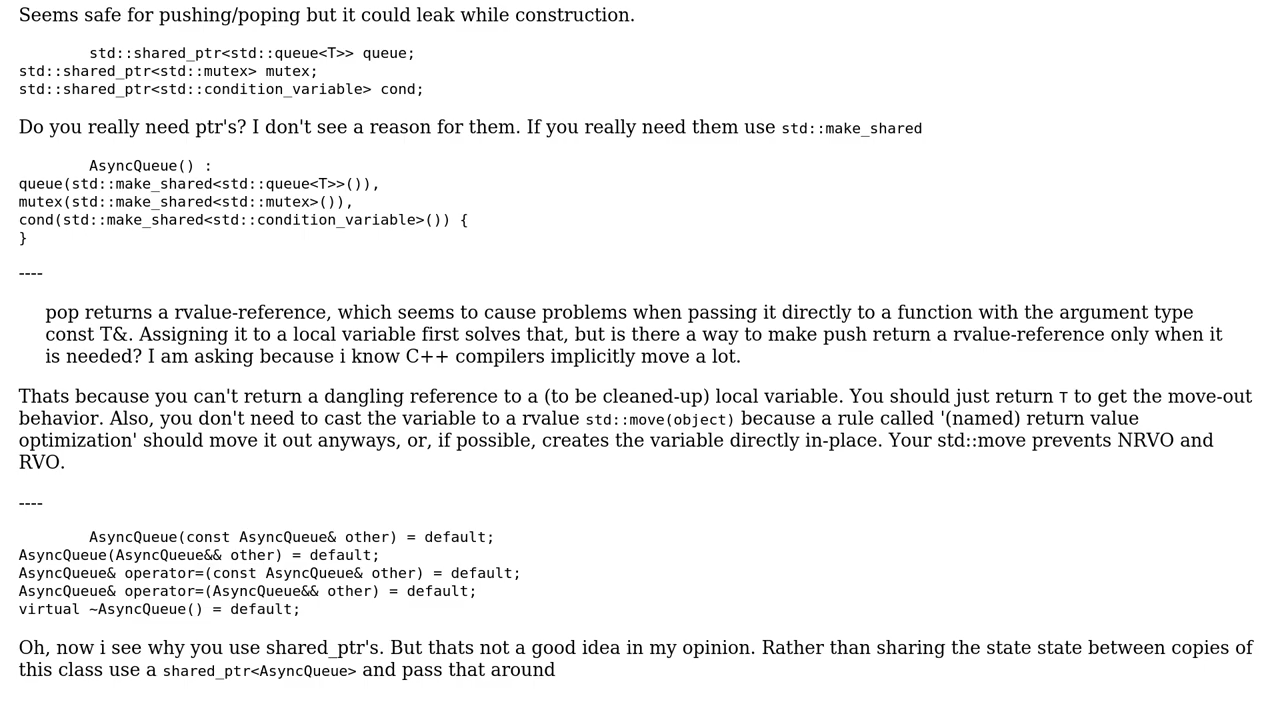 Seems safe for pushing/poping but it could leak while construction.
std::shared_ptr<std::queue<T>> queue;
std::shared_ptr<std::mutex> mutex;
std::shared_ptr<std::condition_variable> cond;
Do you really need ptr's? I don't see a reason for them. If you really need them use std::make_shared
AsyncQueue() :
queue(std::make_shared<std::queue<T>>()),
mutex(std::make_shared<std::mutex>()),
cond(std::make_shared<std::condition_variable>()) {
}
----
pop returns a rvalue-reference, which seems to cause problems when passing it directly to a function with the argument type
const T&. Assigning it to a local variable first solves that, but is there a way to make push return a rvalue-reference only when it
is needed? I am asking because i know C++ compilers implicitly move a lot.
Thats because you can't return a dangling reference to a (to be cleaned-up) local variable. You should just return T to get the move-out
behavior. Also, you don't need to cast the variable to a rvalue std::move(object) because a rule called '(named) return value
optimization' should move it out anyways, or, if possible, creates the variable directly in-place. Your std::move prevents NRVO and
RVO.
----
AsyncQueue(const AsyncQueue& other) = default;
AsyncQueue(AsyncQueue&& other) = default;
AsyncQueue& operator=(const AsyncQueue& other) = default;
AsyncQueue& operator=(AsyncQueue&& other) = default;
virtual ~AsyncQueue() = default;
Oh, now i see why you use shared_ptr's. But thats not a good idea in my opinion. Rather than sharing the state state between copies of
this class use a shared_ptr<AsyncQueue> and pass that around